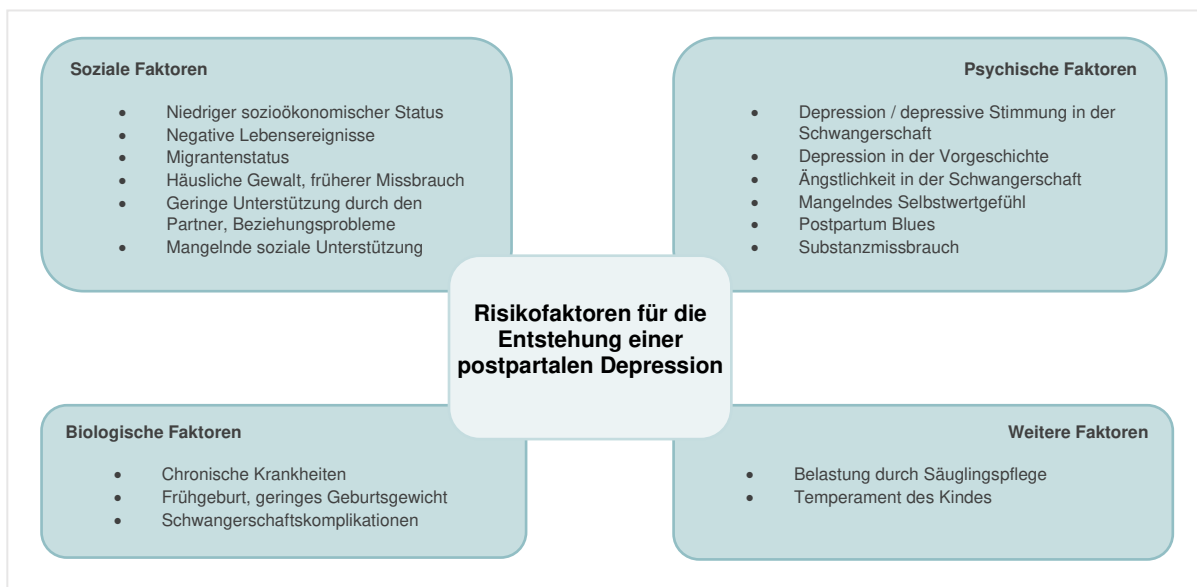 Soziale Faktoren
• Niedriger sozioökonomischer Status
• Negative Lebensereignisse
• Migrantenstatus
• Häusliche Gewalt, früherer Missbrauch
• Geringe Unterstützung durch den
Partner, Beziehungsprobleme
• Mangelnde soziale Unterstützung
Psychische Faktoren
• Depression / depressive Stimmung in der
Schwangerschaft
• Depression in der Vorgeschichte
• Ängstlichkeit in der Schwangerschaft
• Mangelndes Selbstwertgefühl
• Postpartum Blues
• Substanzmissbrauch
Risikofaktoren für die
Entstehung einer
postpartalen Depression
Biologische Faktoren
• Chronische Krankheiten
• Frühgeburt, geringes Geburtsgewicht
• Schwangerschaftskomplikationen
Weitere Faktoren
• Belastung durch Säuglingspflege
• Temperament des Kindes